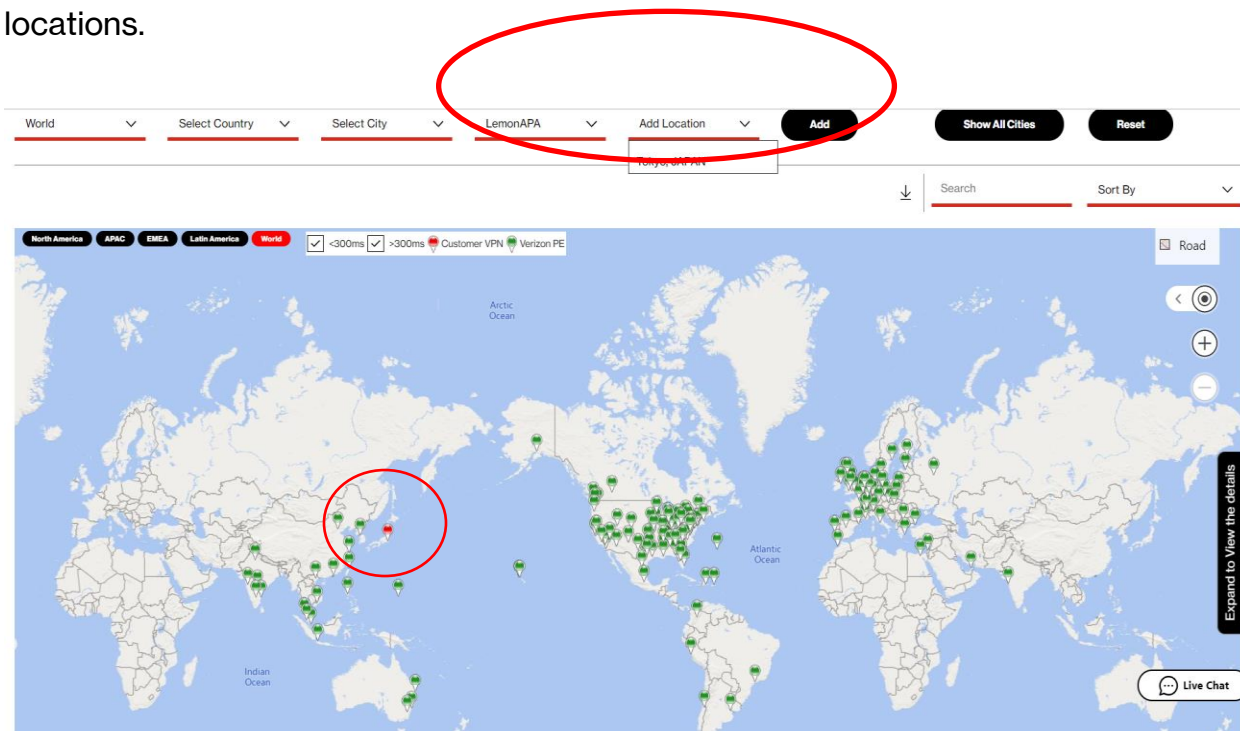 locations.
World Select Country Select City LemonAPA Add Location Add Show All Cities Reset
Tokyo, JAPAN
Search Sort By
North America APAC EMEA Latin America World <300ms >300ms Customer VPN Verizon PE
Road
Arctic
Ocean
Atlantic
Ocean
Expand to View the details
Indian
Ocean
Live Chat